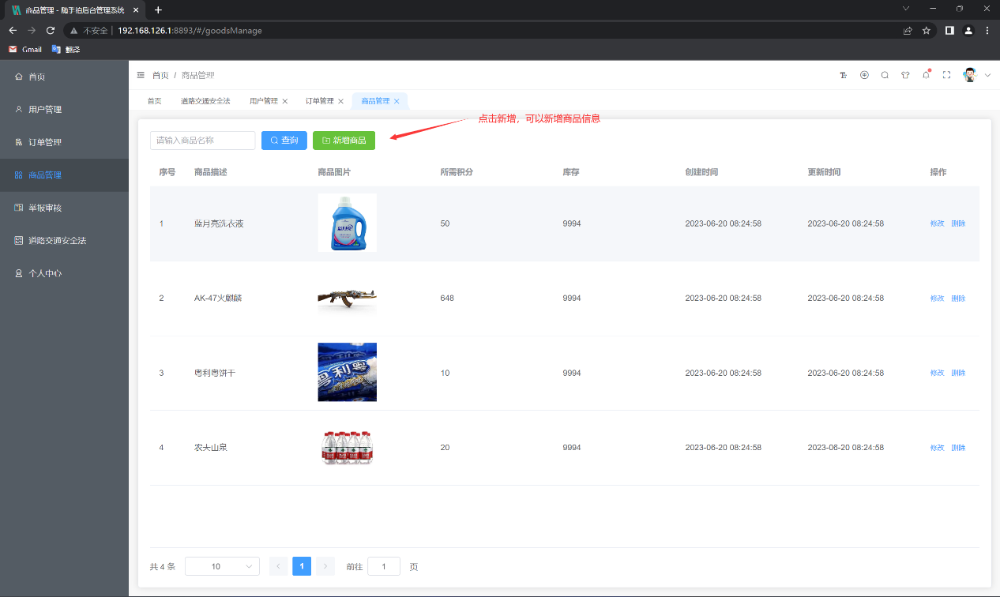 商品管理 - 随手拍后台管理系统
不安全 | 192.168.126.1:8893/#/goodsManage
Gmail 翻译
首页
用户管理
订单管理
商品管理
举报审核
道路交通安全法
个人中心
首页 / 商品管理
首页 道路交通安全法 用户管理 订单管理 商品管理
点击新增，可以新增商品信息
请输入商品名称 查询 新增商品
序号 商品描述 商品图片 所需积分 库存 创建时间 更新时间 操作
1 蓝月亮洗衣液 50 9994 2023-06-20 08:24:58 2023-06-20 08:24:58 修改 删除
蓝月亮
2 AK-47火麒麟 648 9994 2023-06-20 08:24:58 2023-06-20 08:24:58 修改 删除
3 粤利粤饼干 10 9994 2023-06-20 08:24:58 2023-06-20 08:24:58 修改 删除
粤利粤
4 农夫山泉 20 9994 2023-06-20 08:24:58 2023-06-20 08:24:58 修改 删除
共 4 条 10 1 前往 1 页